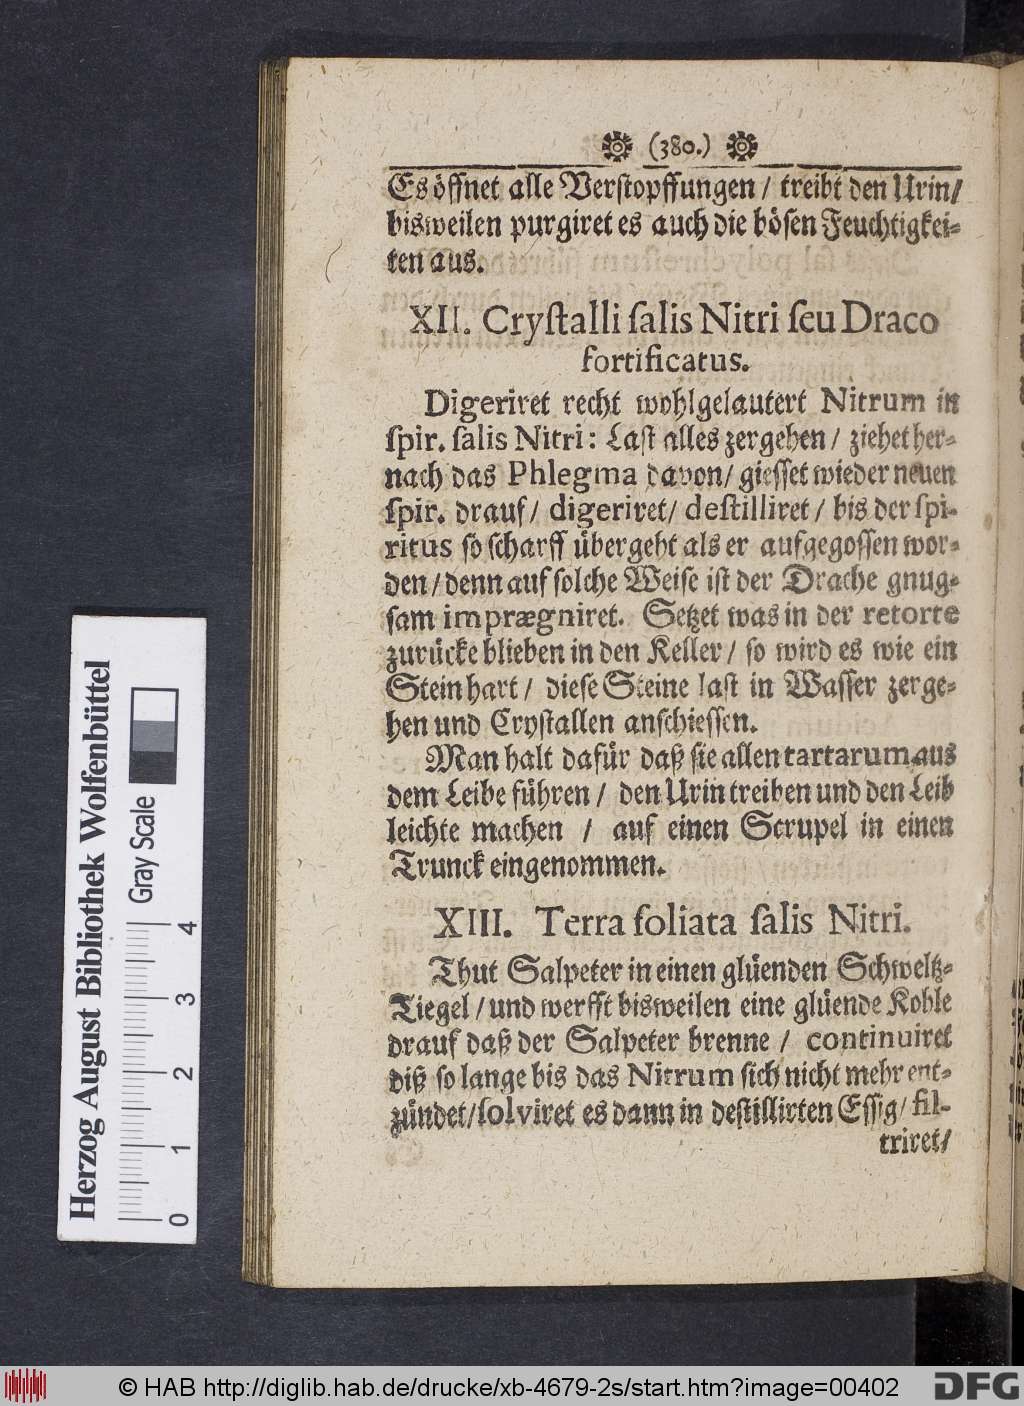 (380.)
Es öffnet alle Verstopffungen / treibt den Urin /
bisweilen purgiret es auch die bösen Feuchtigkei-
ten aus.
XII. Crystalli salis Nitri seu Draco
fortificatus.
Digeriret recht wohlgelautert Nitrum in
spir. salis Nitri: Last alles zergehen / ziehet her-
nach das Phlegma davon / giesset wieder neuen
spir. drauf / digeriret / destilliret / bis der spi-
ritus so scharff übergeht als er aufgegossen wor-
den / denn auf solche Weise ist der Drache gnug-
sam imprægniret. Setzet was in der retorte
zurücke blieben in den Keller / so wird es wie ein
Stein hart / diese Steine last in Wasser zerge-
hen und Crystallen anschiessen.
Man halt dafür daß sie allen tartarum aus
dem Leibe führen / den Urin treiben und den Leib
leichte machen / auf einen Scrupel in einen
Trunck eingenommen.
XIII. Terra foliata salis Nitri.
Thut Salpeter in einen glüenden Schweltz-
Tiegel / und werfft bisweilen eine glüende Kohle
drauf daß der Salpeter brenne / continuiret
diß so lange bis das Nitrum sich nicht mehr ent-
zündet / solviret es dann in destillirten Essig / fil-
triret /
Herzog August Bibliothek Wolfenbüttel
Gray Scale
0 1 2 3 4
© HAB http://diglib.hab.de/drucke/xb-4679-2s/start.htm?image=00402
DFG